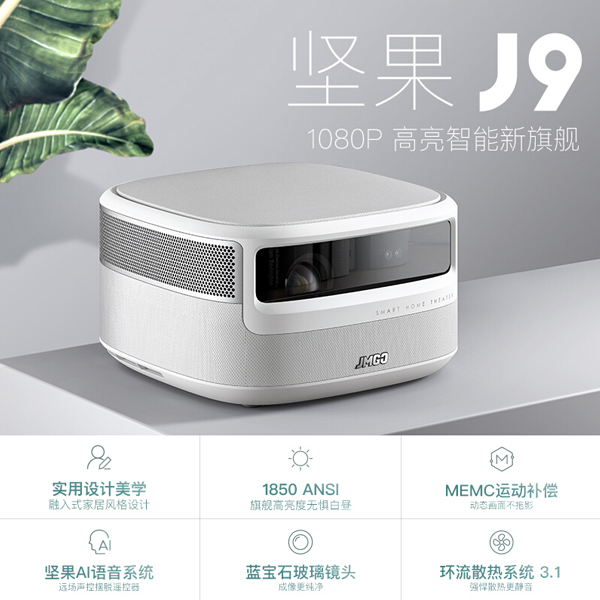 坚果 J9
1080P 高亮智能新旗舰
SMART HOME THEATER
JMGO
实用设计美学
融入式家居风格设计
1850 ANSI
旗舰高亮度无惧白昼
M
MEMC运动补偿
动态画面不拖影
AI
坚果AI语音系统
远场声控摆脱遥控器
蓝宝石玻璃镜头
成像更纯净
环流散热系统 3.1
强悍散热更静音